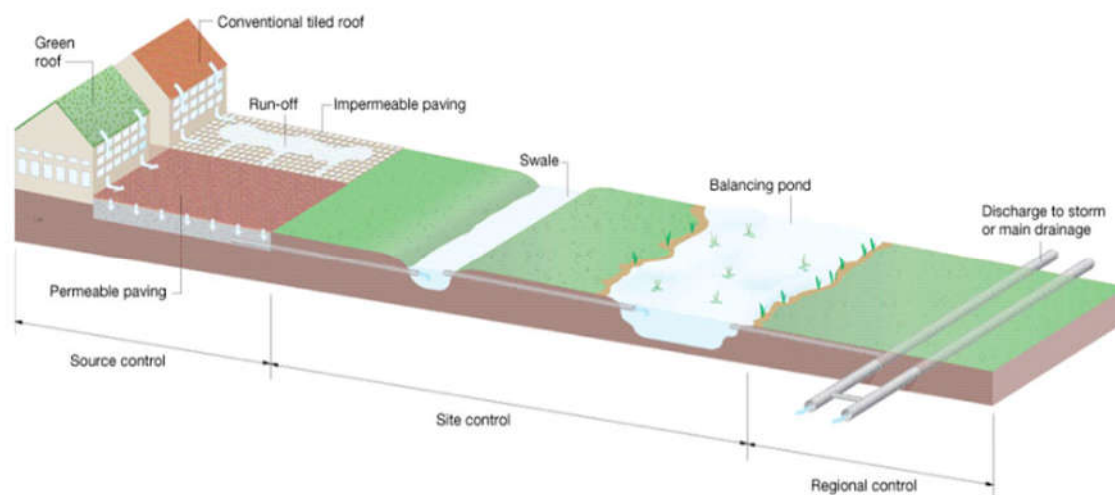 Conventional tiled roof
Green
roof
Run-off
Impermeable paving
Swale
Balancing pond
Discharge to storm
or main drainage
Permeable paving
Source control
Site control
Regional control